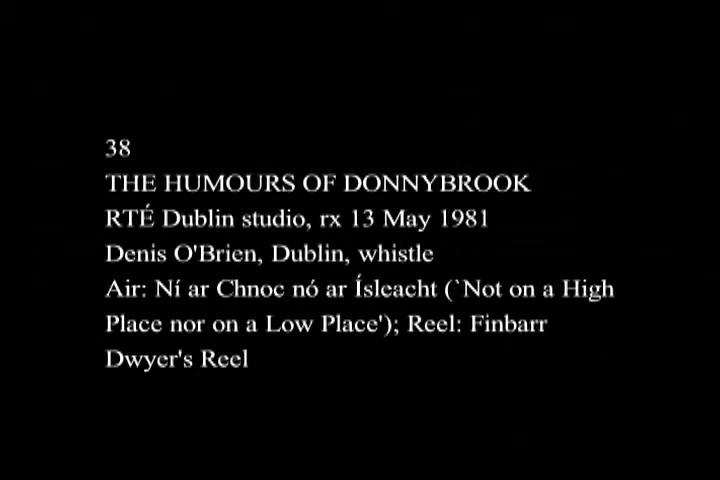 38
THE HUMOURS OF DONNYBROOK
RTÉ Dublin studio, rx 13 May 1981
Denis O'Brien, Dublin, whistle
Air: Ní ar Chnoc nó ar Ísleacht (`Not on a High
Place nor on a Low Place'); Reel: Finbarr
Dwyer's Reel